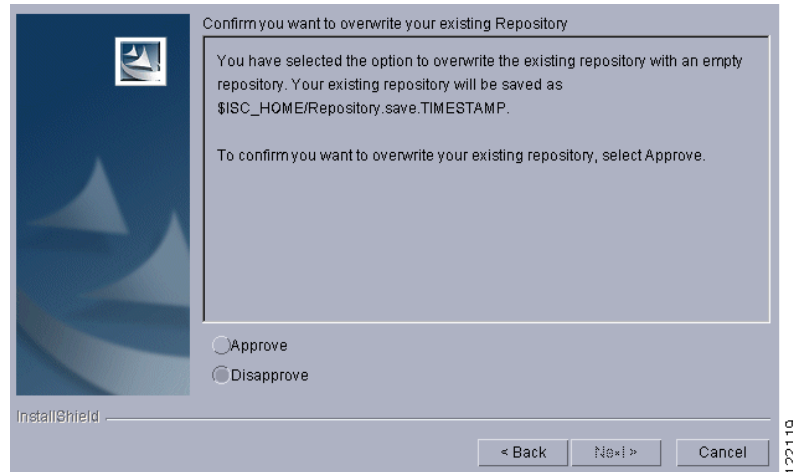 Confirm you want to overwrite your existing Repository
You have selected the option to overwrite the existing repository with an empty
repository. Your existing repository will be saved as
$ISC_HOME/Repository.save.TIMESTAMP.
To confirm you want to overwrite your existing repository, select Approve.
Approve
Disapprove
InstallShield
< Back
Next >
Cancel
122119